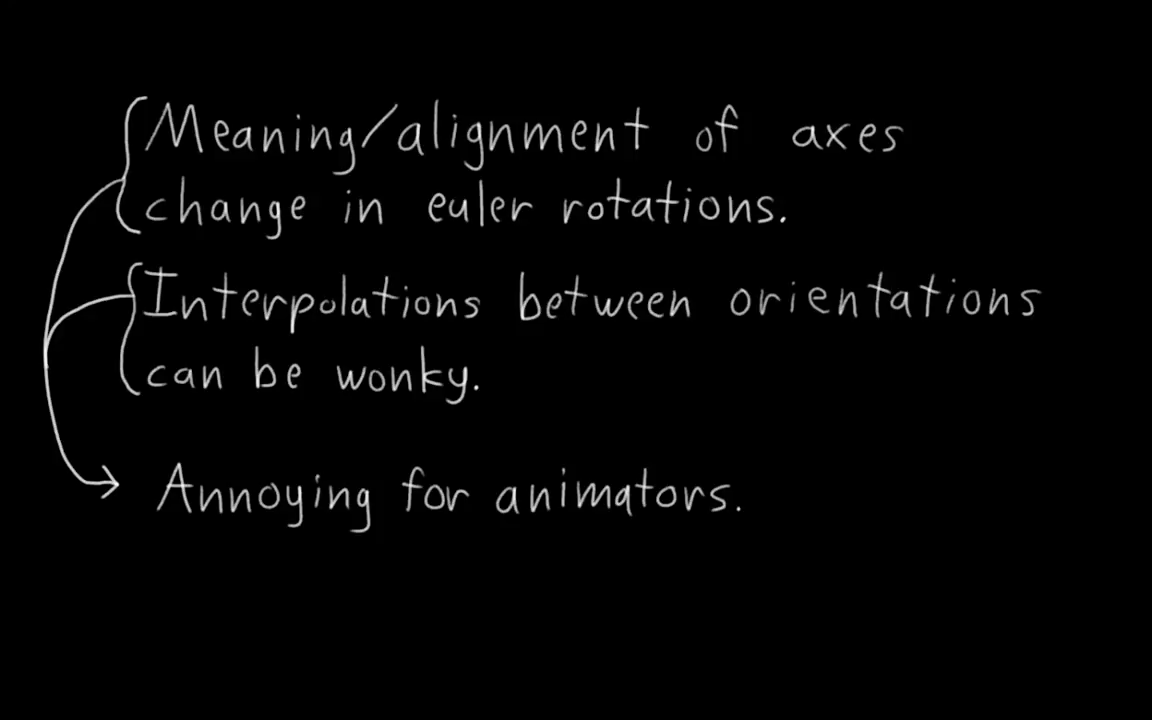 Meaning/alignment of axes
change in euler rotations.
Interpolations between orientations
can be wonky.
Annoying for animators.